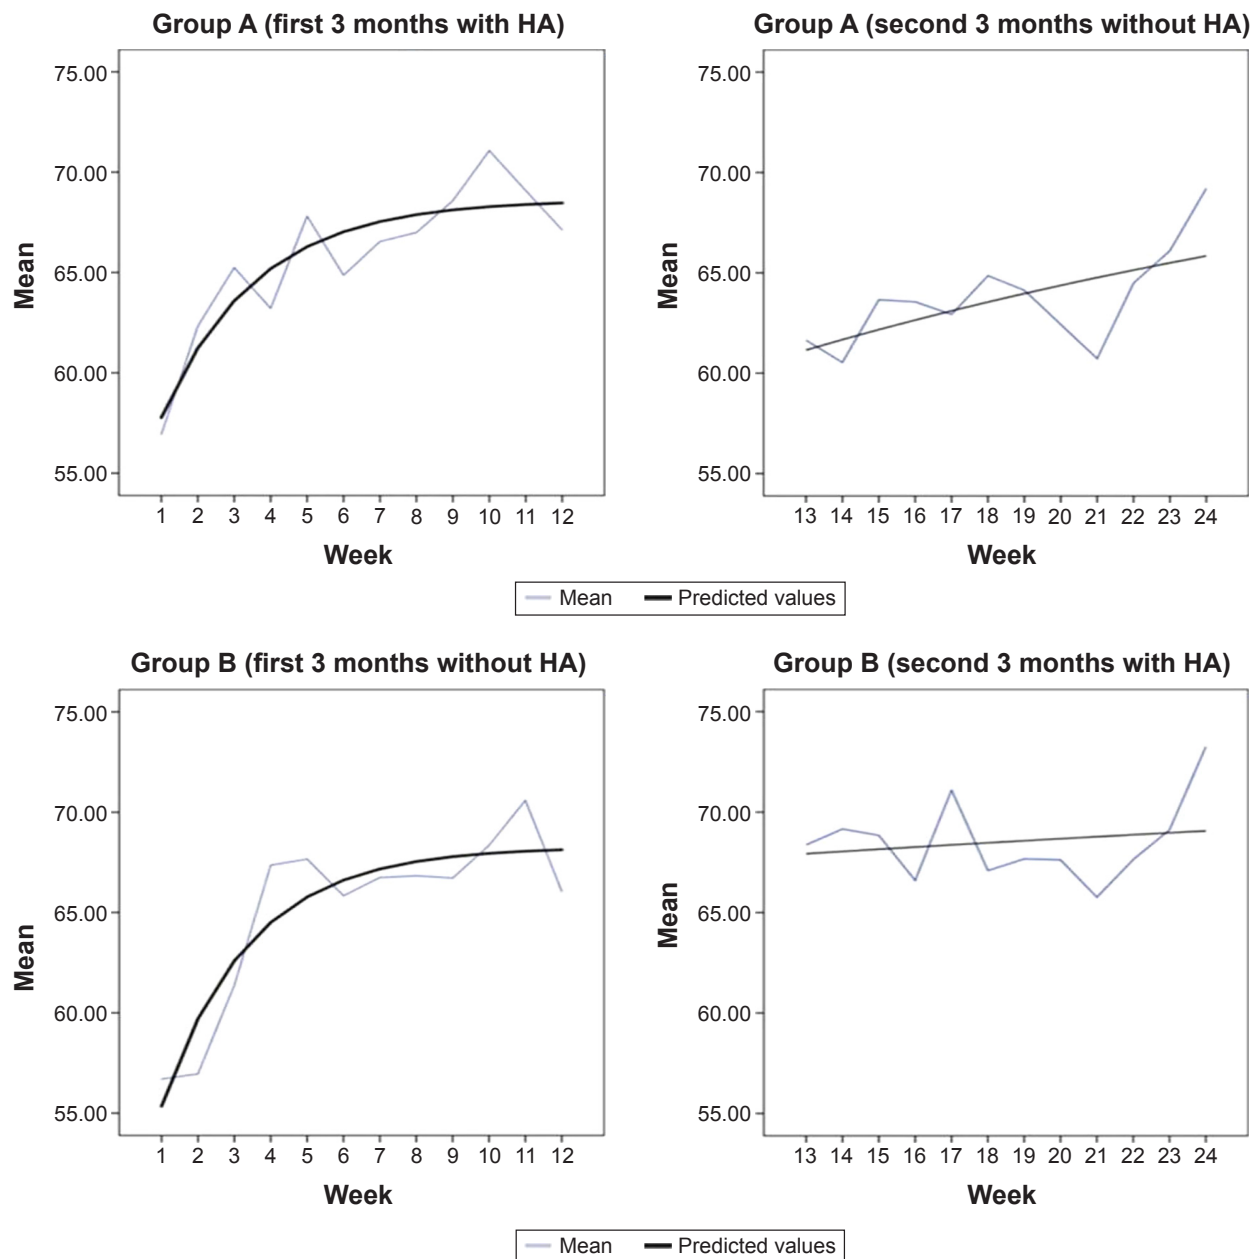 Group A (first 3 months with HA)
75.00
70.00
65.00
60.00
55.00
Mean
1 2 3 4 5 6 7 8 9 10 11 12
Week
Group A (second 3 months without HA)
75.00
70.00
65.00
60.00
55.00
Mean
13 14 15 16 17 18 19 20 21 22 23 24
Week
Mean Predicted values
Group B (first 3 months without HA)
75.00
70.00
65.00
60.00
55.00
Mean
1 2 3 4 5 6 7 8 9 10 11 12
Week
Group B (second 3 months with HA)
75.00
70.00
65.00
60.00
55.00
Mean
13 14 15 16 17 18 19 20 21 22 23 24
Week
Mean Predicted values